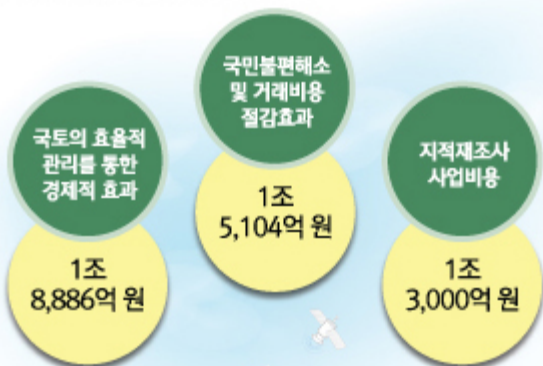 국토의 효율적
관리를 통한
경제적 효과
1조
8,886억 원
국민불편해소
및 거래비용
절감효과
1조
5,104억 원
지적재조사
사업비용
1조
3,000억 원